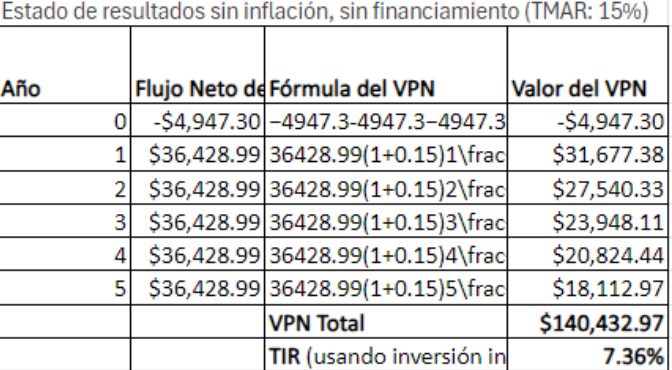 Estado de resultados sin inflación, sin financiamiento (TMAR: 15%)
Año Flujo Neto de Fórmula del VPN Valor del VPN
0 -$4,947.30 −4947.3-4947.3−4947.3 -$4,947.30
1 $36,428.99 36428.99(1+0.15)1\frac $31,677.38
2 $36,428.99 36428.99(1+0.15)2\frac $27,540.33
3 $36,428.99 36428.99(1+0.15)3\frac $23,948.11
4 $36,428.99 36428.99(1+0.15)4\frac $20,824.44
5 $36,428.99 36428.99(1+0.15)5\frac $18,112.97
VPN Total $140,432.97
TIR (usando inversión in 7.36%